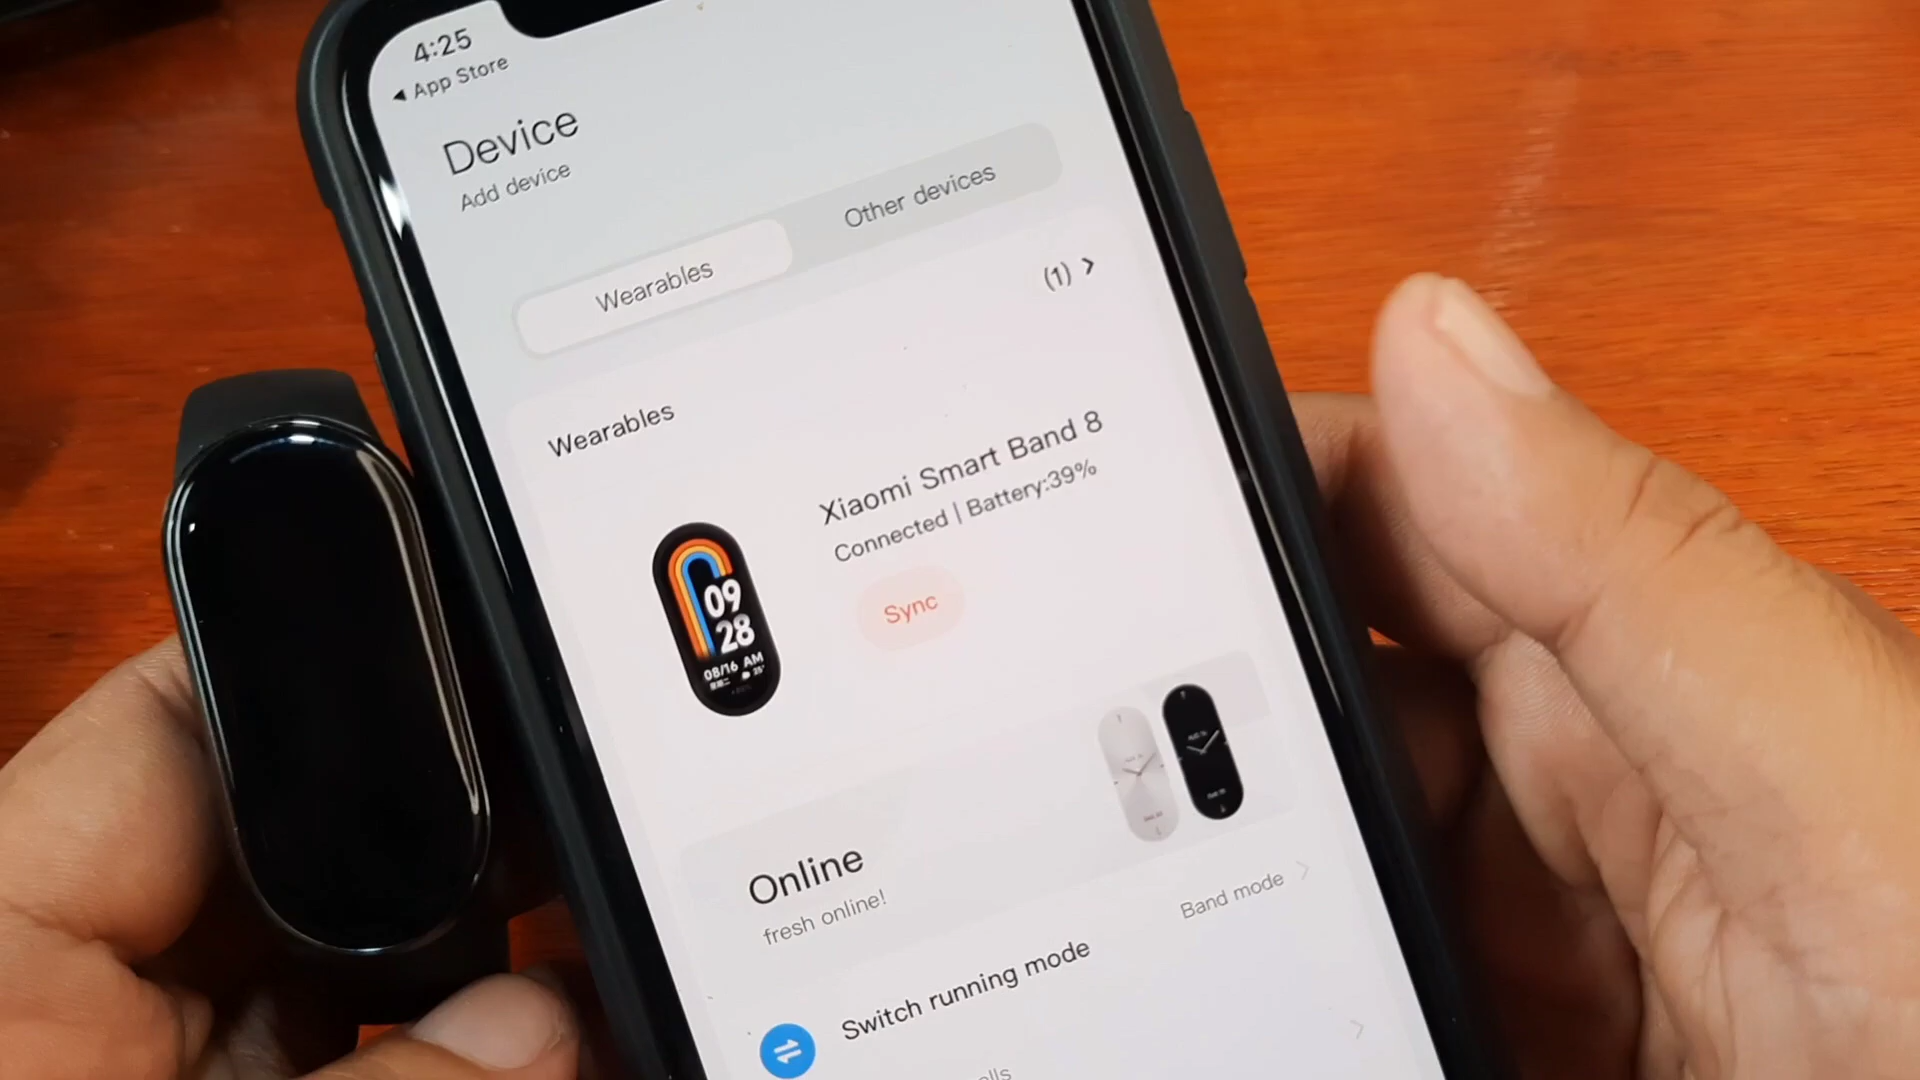 4:25
◀ App Store
Device
Add device
Wearables
Other devices
(1) >
Wearables
Xiaomi Smart Band 8
Connected | Battery:39%
Sync
09
28
08/16 AM
25°
Online
fresh online!
Band mode >
Switch running mode